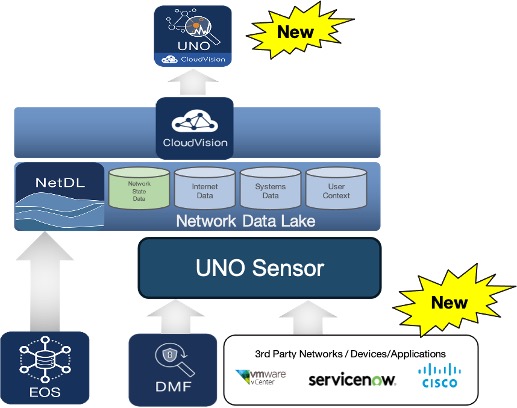 UNO
CloudVision
New
CloudVision
NetDL
Network
State
Data
Internet
Data
Systems
Data
User
Context
Network Data Lake
UNO Sensor
New
EOS
DMF
3rd Party Networks / Devices/Applications
vmware
vCenter
servicenow.
CISCO